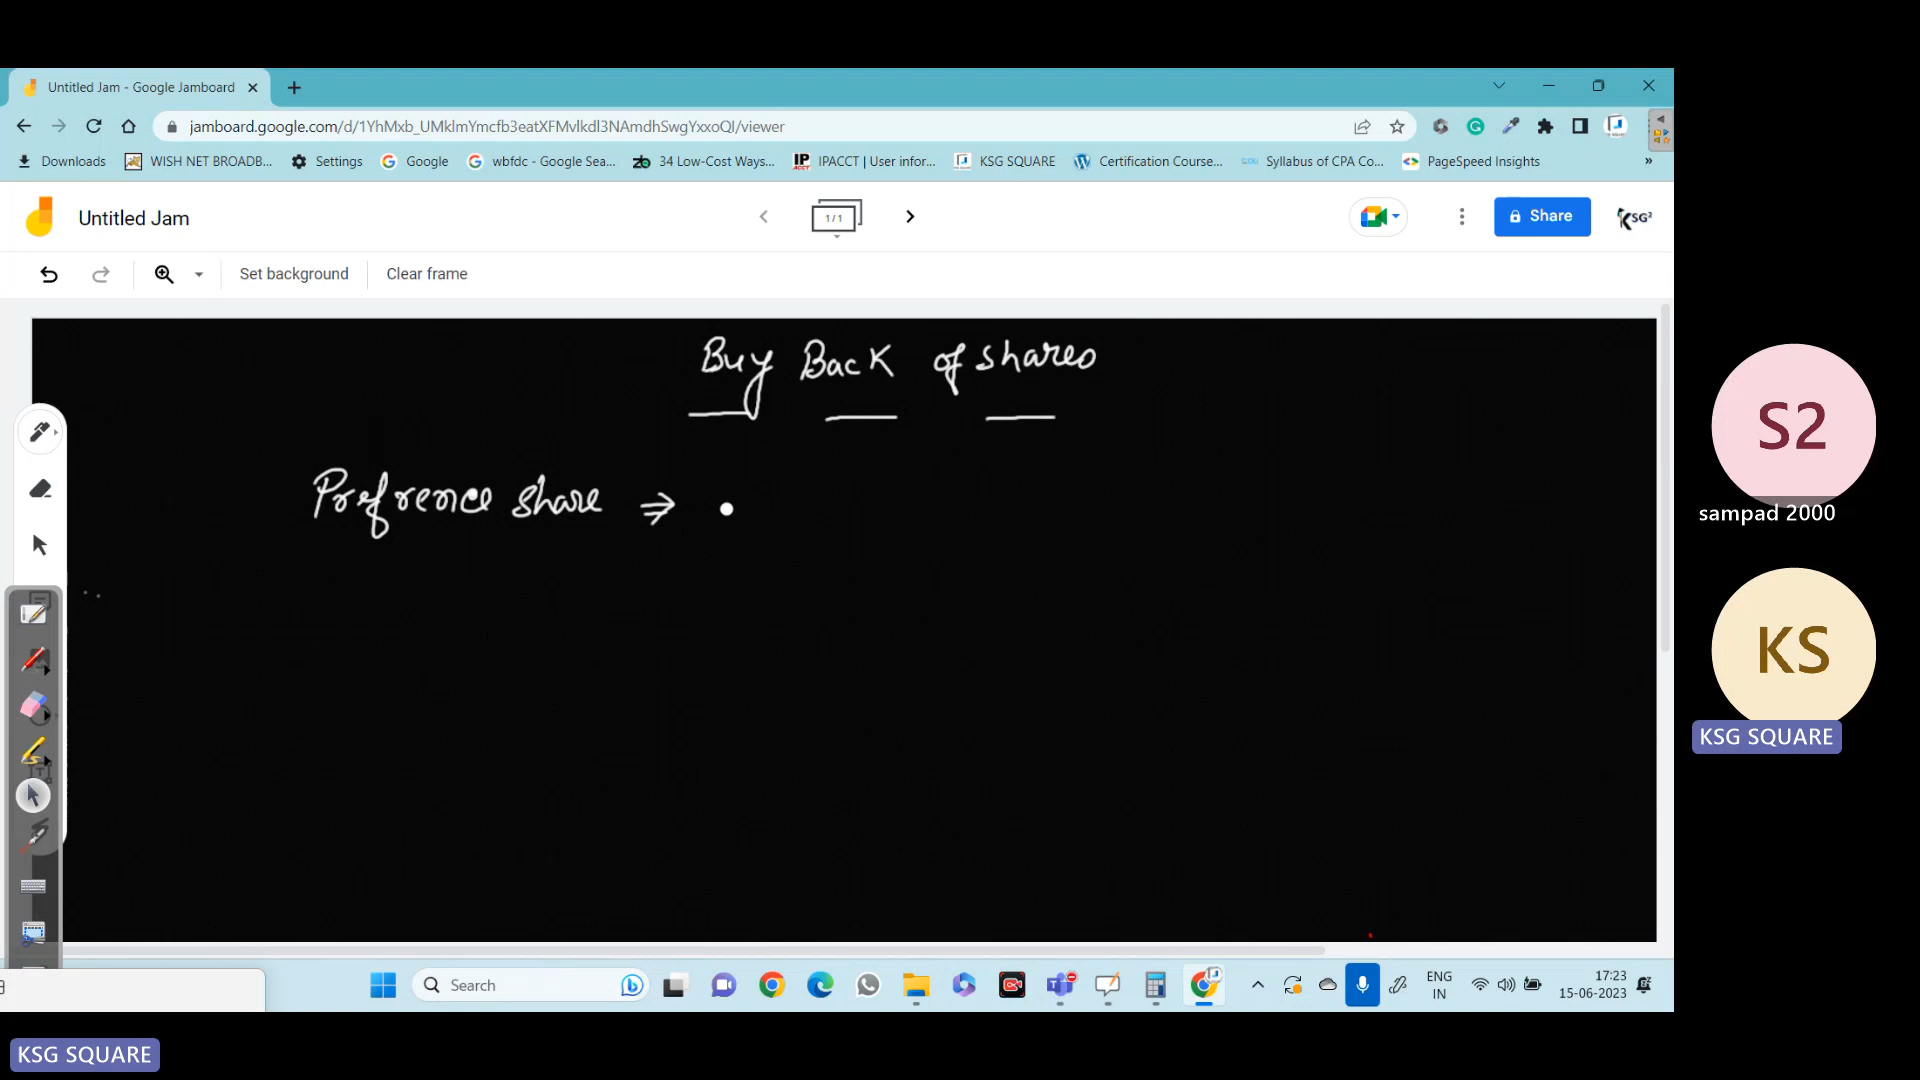 Untitled Jam - Google Jamboard
jamboard.google.com/d/1YhMxb_UMklmYmcfb3eatXFMvlkdl3NAmdhSwgYxxoQI/viewer
Downloads WISH NET BROADB... Settings Google wbfdc - Google Sea... 34 Low-Cost Ways... IPACCT | User infor... KSG SQUARE Certification Course... Syllabus of CPA Co... PageSpeed Insights »
Untitled Jam 1/1 Share KSG²
Set background Clear frame
Buy Back of shares
Prefrence share ⇒
S2
sampad 2000
KS
KSG SQUARE
Search ENG IN 17:23 15-06-2023
KSG SQUARE